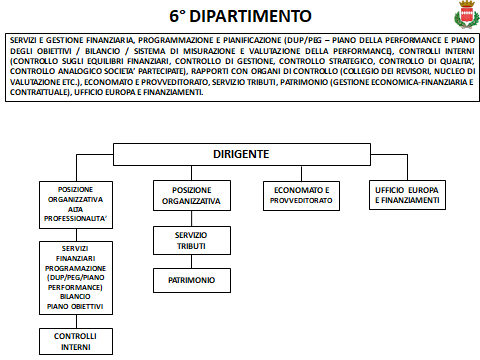 6° DIPARTIMENTO
SERVIZI E GESTIONE FINANZIARIA, PROGRAMMAZIONE E PIANIFICAZIONE (DUP/PEG – PIANO DELLA PERFORMANCE E PIANO
DEGLI OBIETTIVI / BILANCIO / SISTEMA DI MISURAZIONE E VALUTAZIONE DELLA PERFORMANCE), CONTROLLI INTERNI
(CONTROLLO SUGLI EQUILIBRI FINANZIARI, CONTROLLO DI GESTIONE, CONTROLLO STRATEGICO, CONTROLLO DI QUALITA',
CONTROLLO ANALOGICO SOCIETA' PARTECIPATE), RAPPORTI CON ORGANI DI CONTROLLO (COLLEGIO DEI REVISORI, NUCLEO DI
VALUTAZIONE ETC.), ECONOMATO E PROVVEDITORATO, SERVIZIO TRIBUTI, PATRIMONIO (GESTIONE ECONOMICA-FINANZIARIA E
CONTRATTUALE), UFFICIO EUROPA E FINANZIAMENTI.
DIRIGENTE
POSIZIONE
ORGANIZZATIVA
ALTA
PROFESSIONALITA'
SERVIZI
FINANZIARI
PROGRAMAZIONE
(DUP/PEG/PIANO
PERFORMANCE)
BILANCIO
PIANO OBIETTIVI
CONTROLLI
INTERNI
POSIZIONE
ORGANIZZATIVA
SERVIZIO
TRIBUTI
PATRIMONIO
ECONOMATO E
PROVVEDITORATO
UFFICIO EUROPA
E FINANZIAMENTI